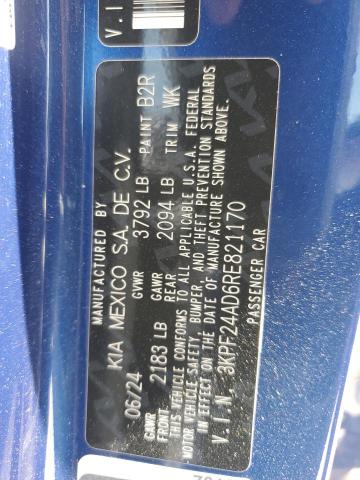 MANUFACTURED BY
KIA MEXICO S.A. DE C.V.
06/24 GVWR 3792 LB PAINT B2R
GAWR FRONT 2183 LB GAWR REAR 2094 LB TRIM WK
THIS VEHICLE CONFORMS TO ALL APPLICABLE U.S.A. FEDERAL
MOTOR VEHICLE SAFETY, BUMPER, AND THEFT PREVENTION STANDARDS
IN EFFECT ON THE DATE OF MANUFACTURE SHOWN ABOVE.
V.I.N. 3KPF24AD6RE821170
PASSENGER CAR
V.I